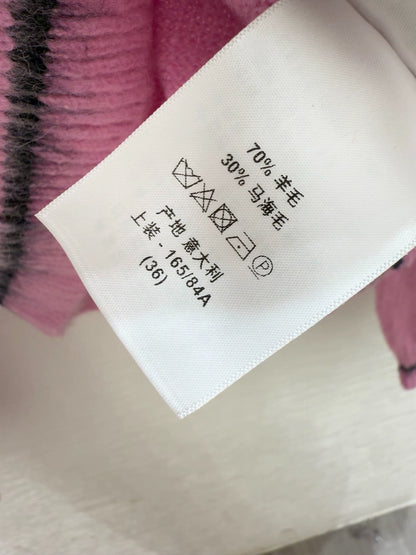 70% 羊毛
30% 马海毛
P
产地 意大利
上装 - 165/84A
(36)